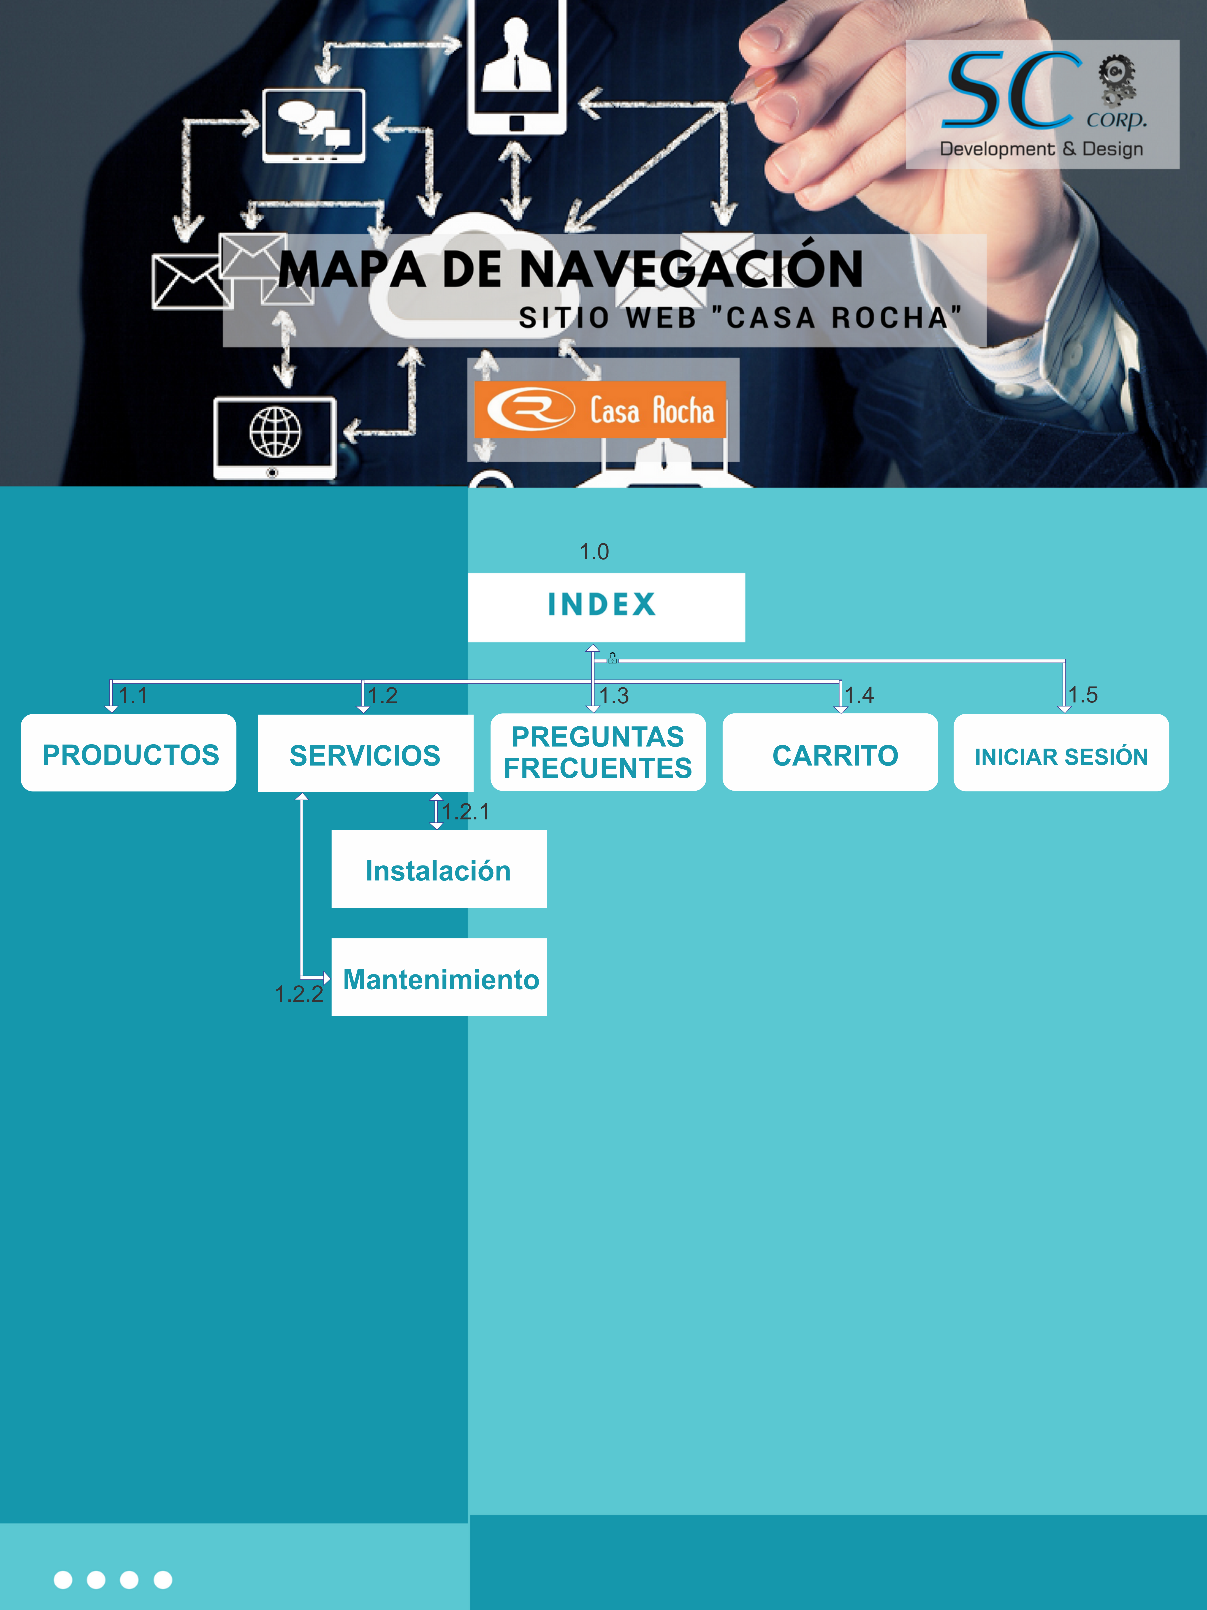 SC
CORP.
Development & Design
MAPA DE NAVEGACIÓN
SITIO WEB "CASA ROCHA"
CR Casa Rocha
1.0
INDEX
1.1
1.2
1.3
1.4
1.5
PRODUCTOS
SERVICIOS
PREGUNTAS
FRECUENTES
CARRITO
INICIAR SESIÓN
1.2.1
Instalación
Mantenimiento
1.2.2